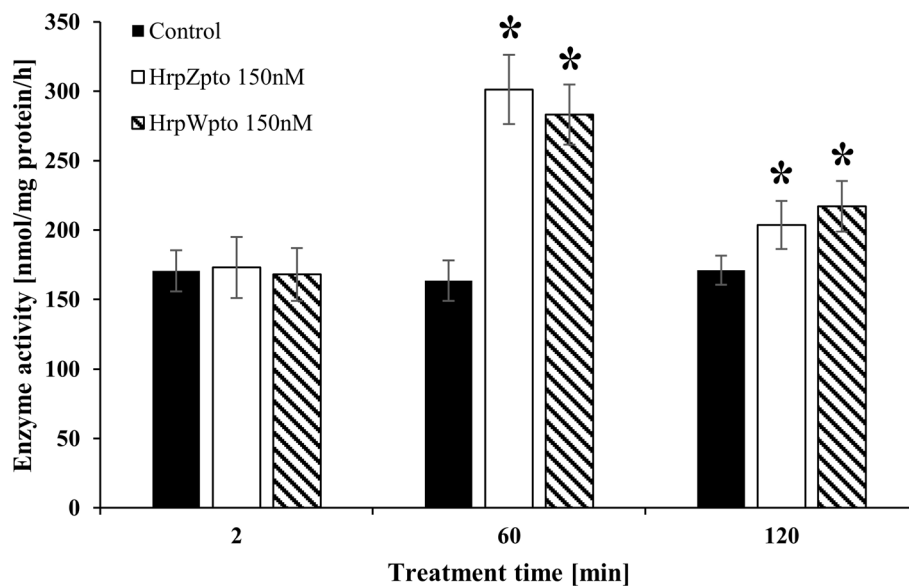 Enzyme activity [nmol/mg protein/h]
350
300
250
200
150
100
50
0
Control
HrpZpto 150nM
HrpWpto 150nM
* *
* *
2 60 120
Treatment time [min]